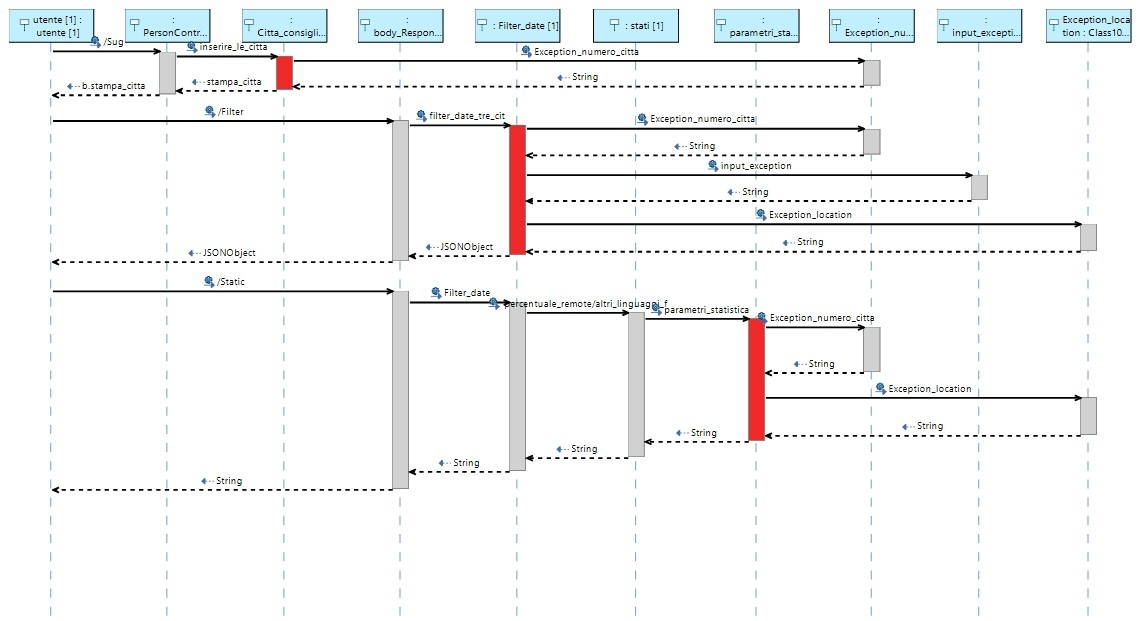 utente [1] :
utente [1]
:
PersonContr...
:
Citta_consigli...
:
body_Respon...
: Filter_date [1]
: stati [1]
:
parametri_sta...
:
Exception_nu...
:
input_excepti...
Exception_loca
tion : Class10...
/Sug
inserire_le_citta
Exception_numero_citta
String
stampa_citta
b.stampa_citta
/Filter
filter_date_tre_cit
Exception_numero_citta
String
input_exception
String
Exception_location
String
JSONObject
JSONObject
/Static
Filter_date
percentuale_remote/altri_linguaggi_f
parametri_statistica
Exception_numero_citta
String
Exception_location
String
String
String
String
String